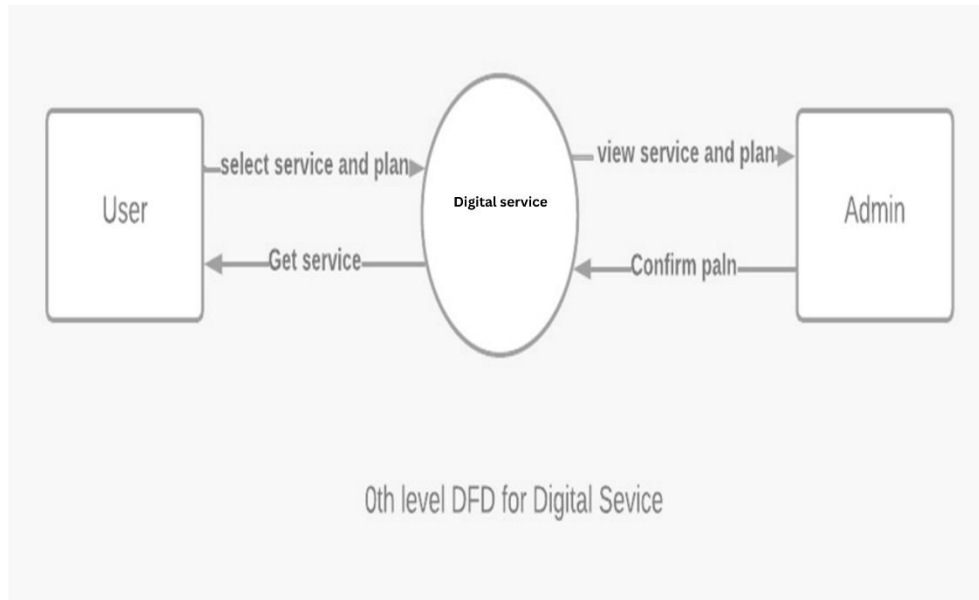 User
select service and plan
Get service
Digital service
view service and plan
Confirm paln
Admin
0th level DFD for Digital Sevice